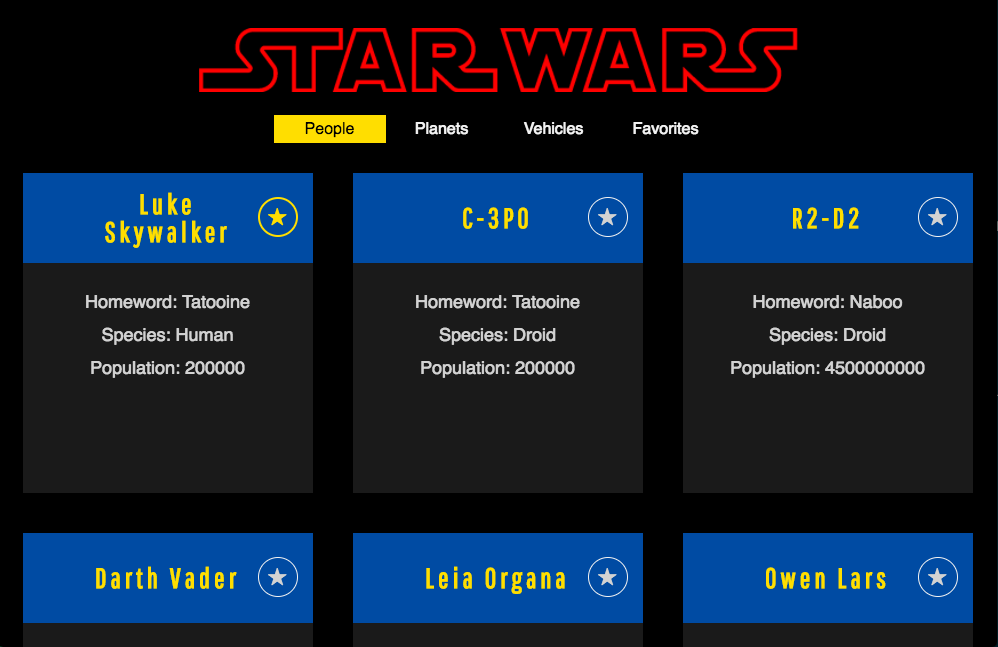 STAR WARS
People Planets Vehicles Favorites
Luke
Skywalker
C-3PO
R2-D2
Homeword: Tatooine
Species: Human
Population: 200000
Homeword: Tatooine
Species: Droid
Population: 200000
Homeword: Naboo
Species: Droid
Population: 4500000000
Darth Vader
Leia Organa
Owen Lars